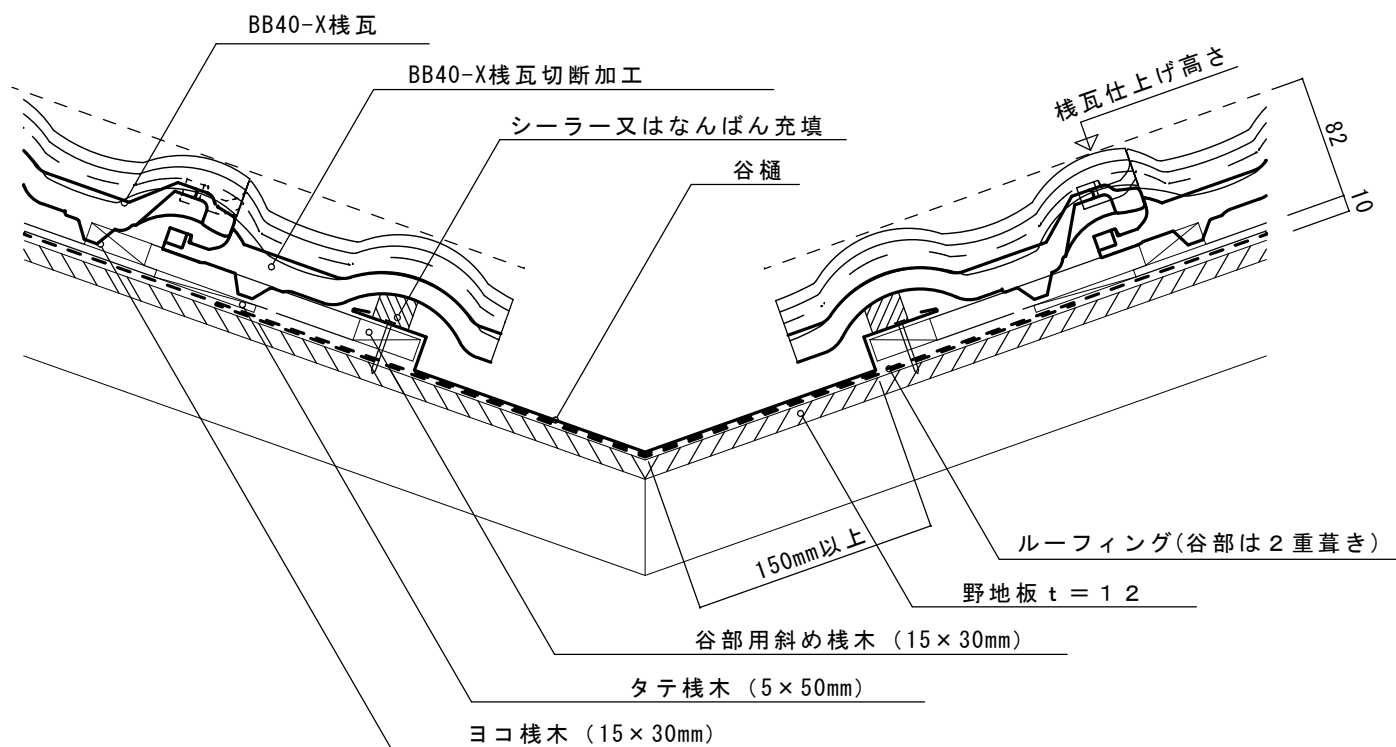 BB40-X桟瓦
BB40-X桟瓦切断加工
シーラー又はなんばん充填
谷樋
桟瓦仕上げ高さ
82
10
150mm以上
ルーフィング(谷部は２重葺き)
野地板ｔ＝１２
谷部用斜め桟木（15×30mm）
タテ桟木（5×50mm）
ヨコ桟木（15×30mm）